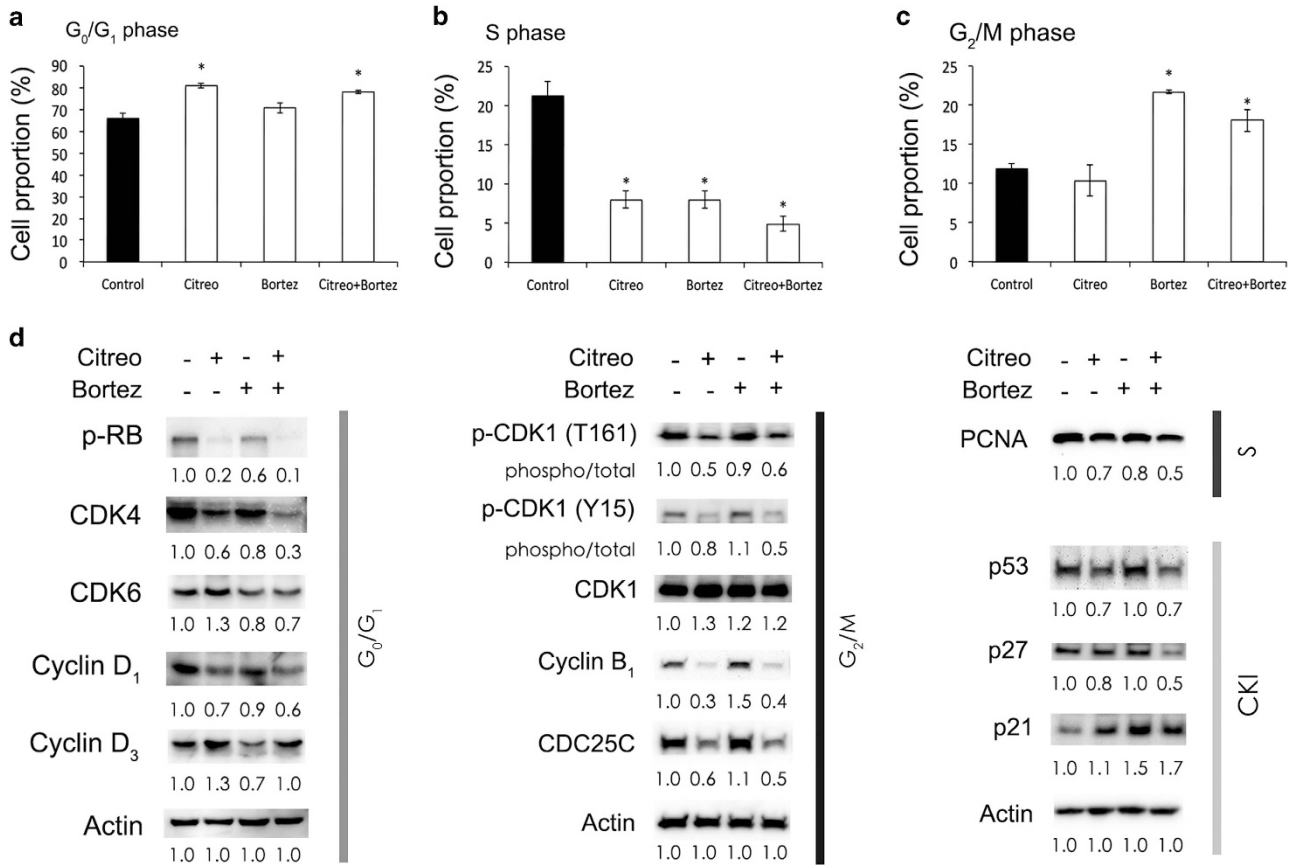 a
G0/G1 phase
Cell prportion (%)
90
80
70
60
50
40
30
20
10
0
*
*
Control Citreo Bortez Citreo+Bortez
b
S phase
Cell prportion (%)
25
20
15
10
5
0
*
*
*
Control Citreo Bortez Citreo+Bortez
c
G2/M phase
Cell prportion (%)
25
20
15
10
5
0
*
*
Control Citreo Bortez Citreo+Bortez
d
Citreo - + - +
Bortez - - + +
p-RB
1.0 0.2 0.6 0.1
CDK4
1.0 0.6 0.8 0.3
CDK6
1.0 1.3 0.8 0.7
Cyclin D1
1.0 0.7 0.9 0.6
Cyclin D3
1.0 1.3 0.7 1.0
Actin
1.0 1.0 1.0 1.0
G0/G1
Citreo - + - +
Bortez - - + +
p-CDK1 (T161)
phospho/total 1.0 0.5 0.9 0.6
p-CDK1 (Y15)
phospho/total 1.0 0.8 1.1 0.5
CDK1
1.0 1.3 1.2 1.2
Cyclin B1
1.0 0.3 1.5 0.4
CDC25C
1.0 0.6 1.1 0.5
Actin
1.0 1.0 1.0 1.0
G2/M
Citreo - + - +
Bortez - - + +
PCNA
1.0 0.7 0.8 0.5
S
p53
1.0 0.7 1.0 0.7
p27
1.0 0.8 1.0 0.5
p21
1.0 1.1 1.5 1.7
Actin
1.0 1.0 1.0 1.0
CKI